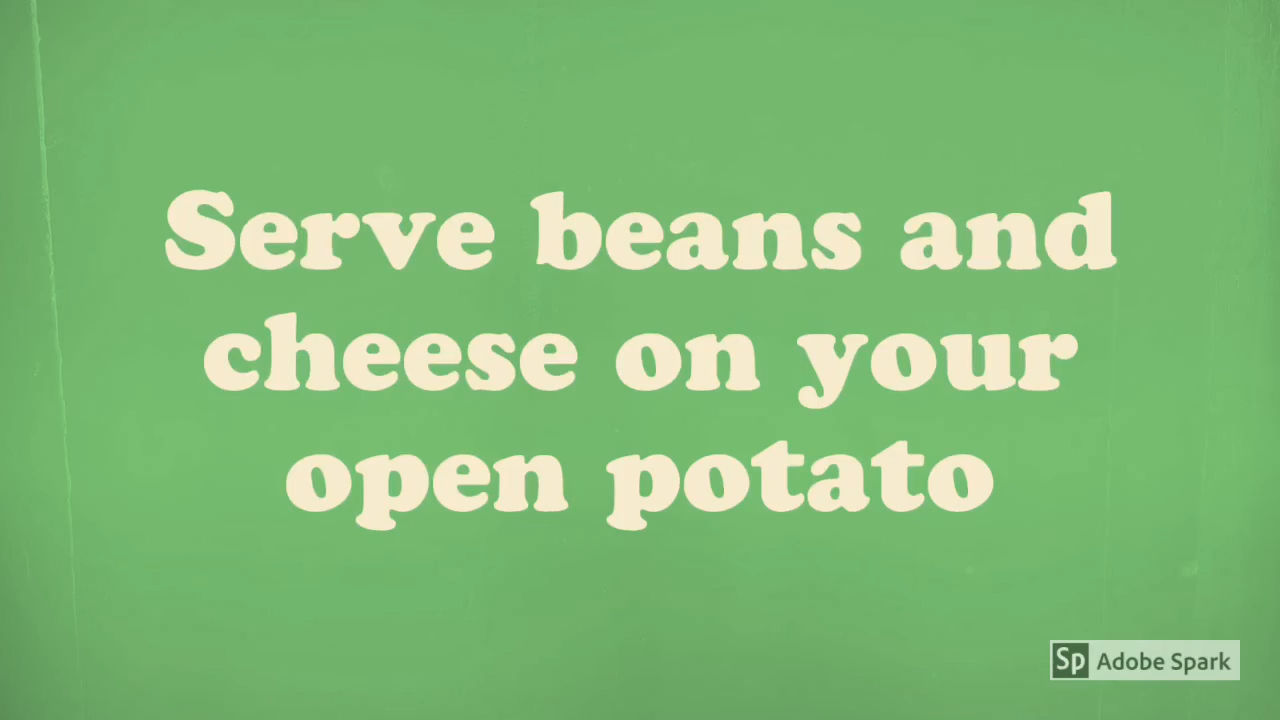 Serve beans and
cheese on your
open potato
Sp Adobe Spark